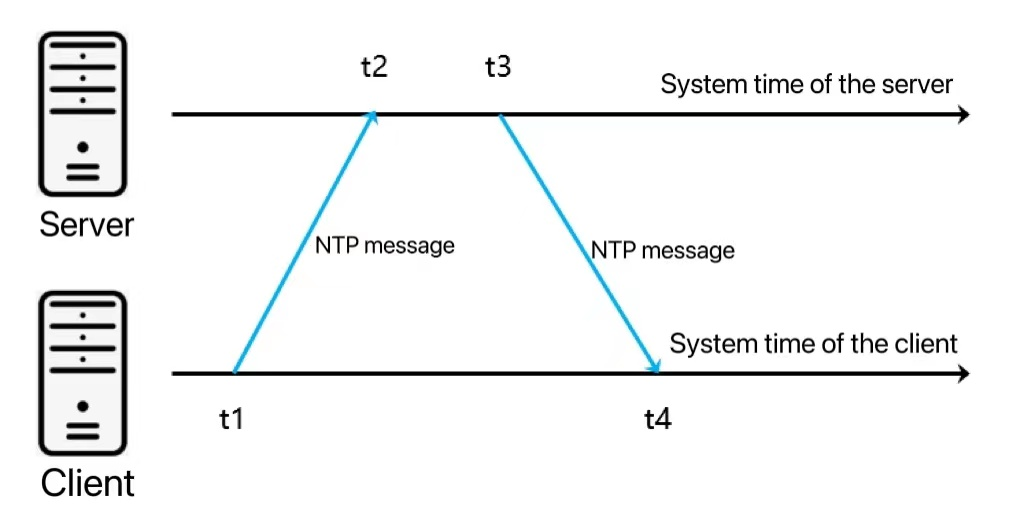 t2
t3
System time of the server
Server
NTP message
NTP message
System time of the client
t1
t4
Client